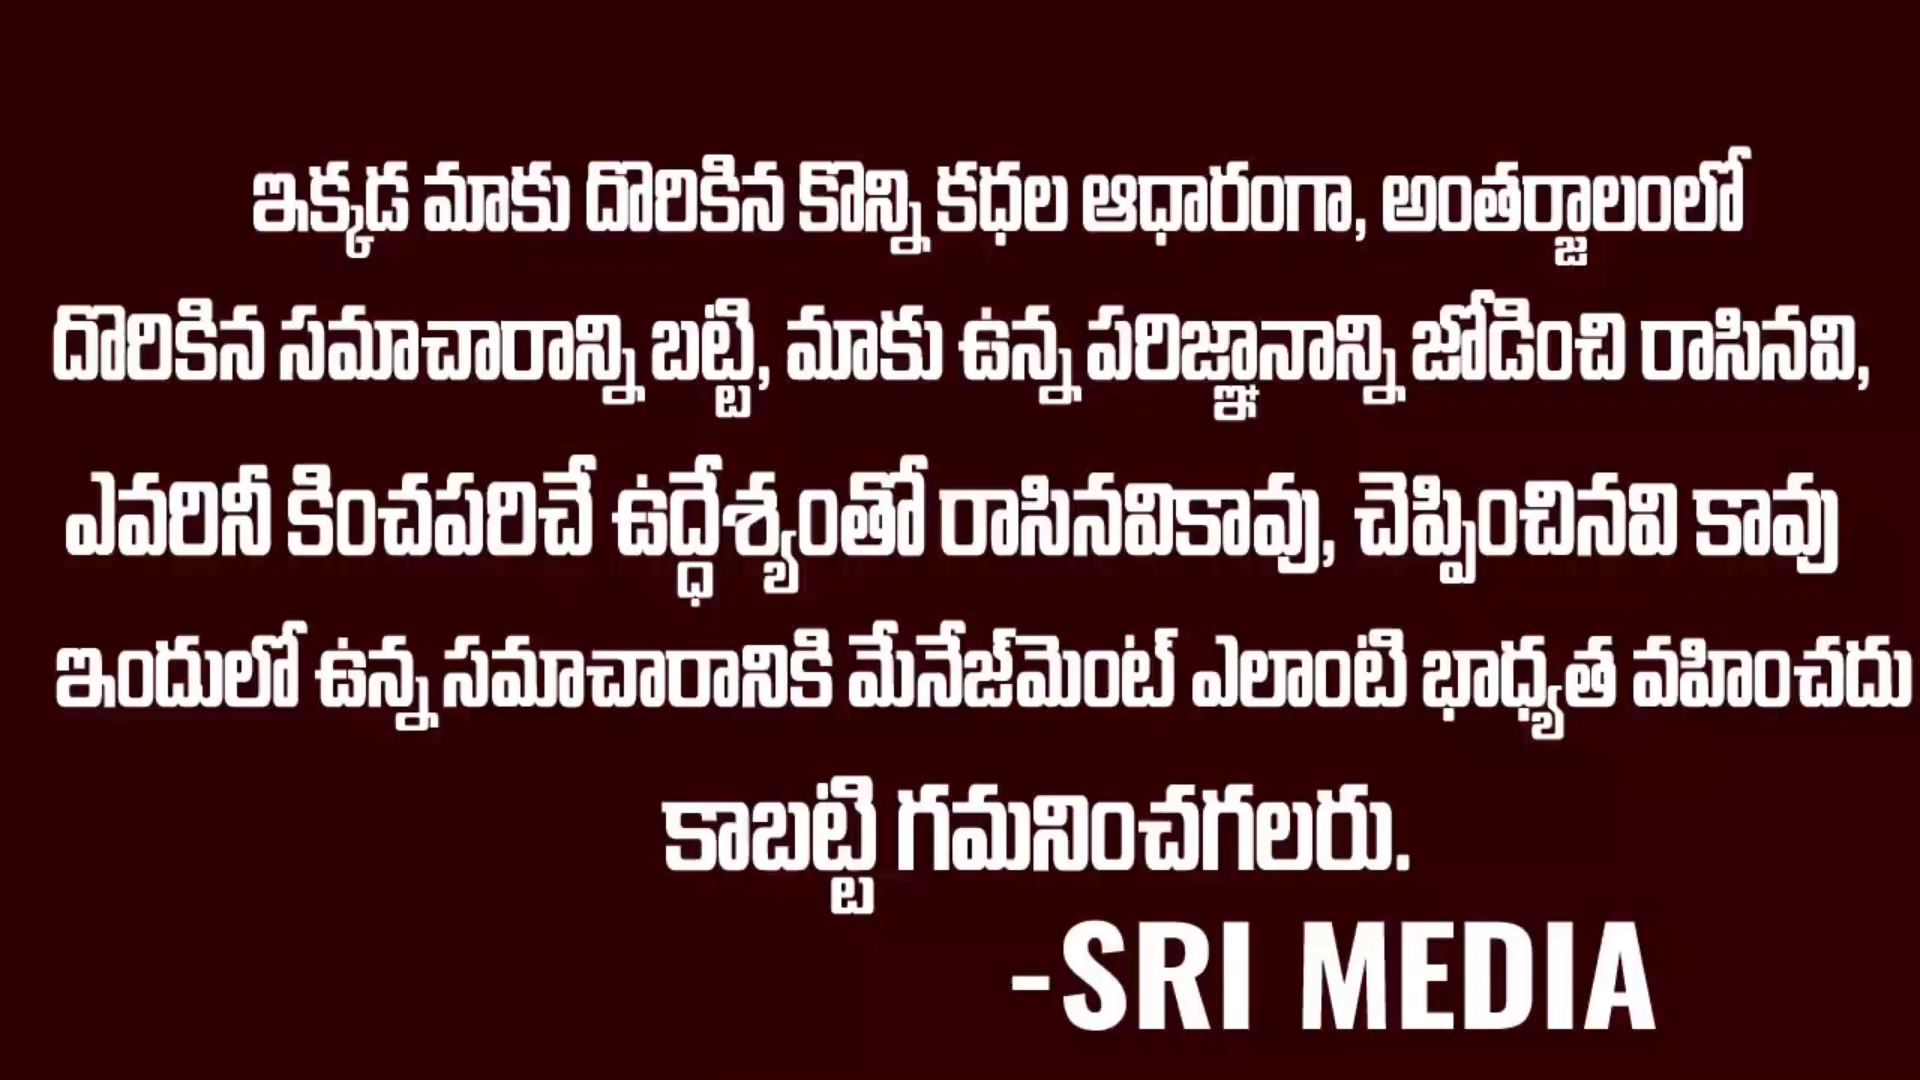 ఇక్కడ మాకు దొరికిన కొన్ని కధల ఆధారంగా, అంతర్జాలంలో
దొరికిన సమాచారాన్ని బట్టి, మాకు ఉన్న పరిజ్ఞానాన్ని జోడించి రాసినవి,
ఎవరినీ కించపరిచే ఉద్ధేశ్యంతో రాసినవికావు, చెప్పించినవి కావు
ఇందులో ఉన్న సమాచారానికి మేనేజ్‌మెంట్ ఎలాంటి భాధ్యత వహించదు
కాబట్టి గమనించగలరు.
-SRI MEDIA